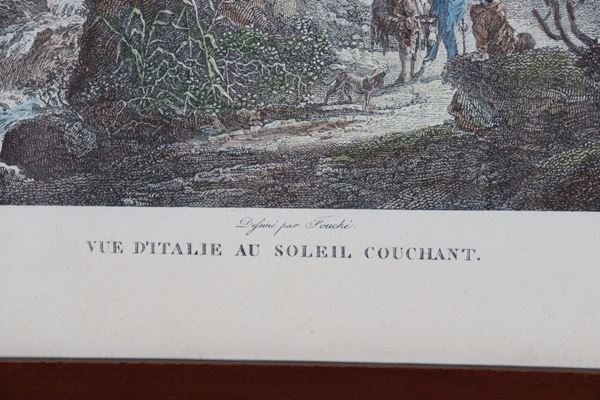 Dessiné par Fouché.
VUE D'ITALIE AU SOLEIL COUCHANT.